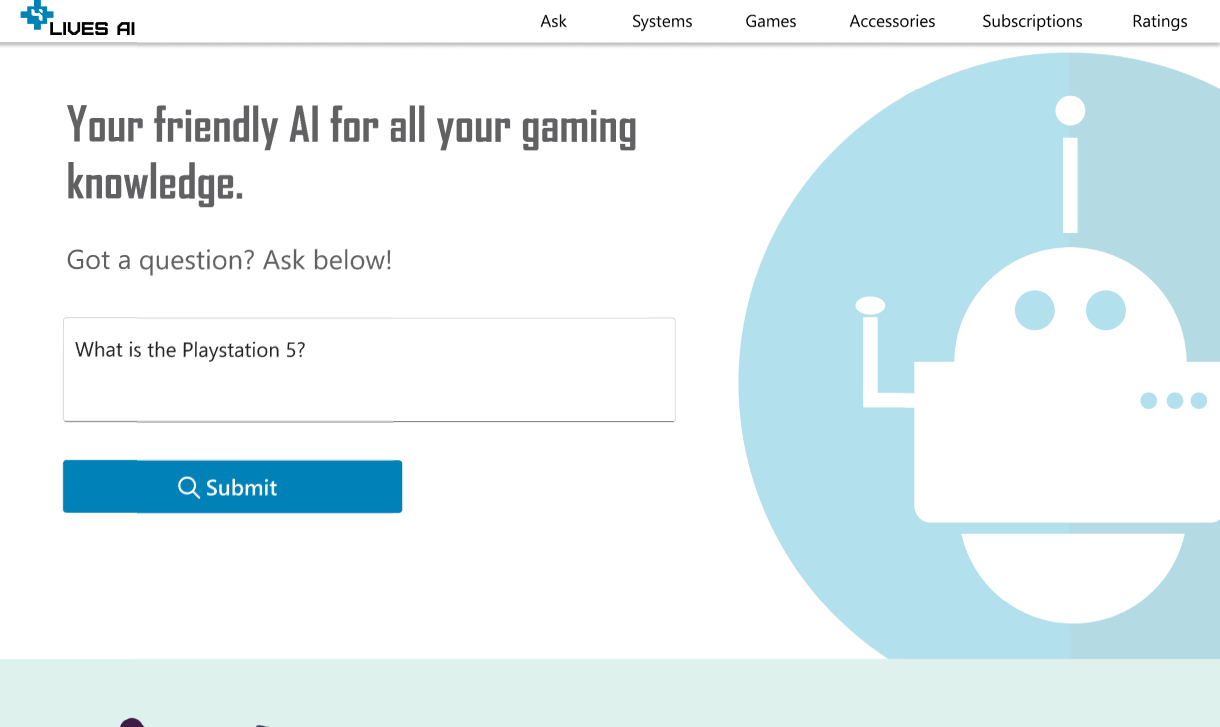 LIVES AI
Ask Systems Games Accessories Subscriptions Ratings
Your friendly AI for all your gaming
knowledge.
Got a question? Ask below!
What is the Playstation 5?
Submit